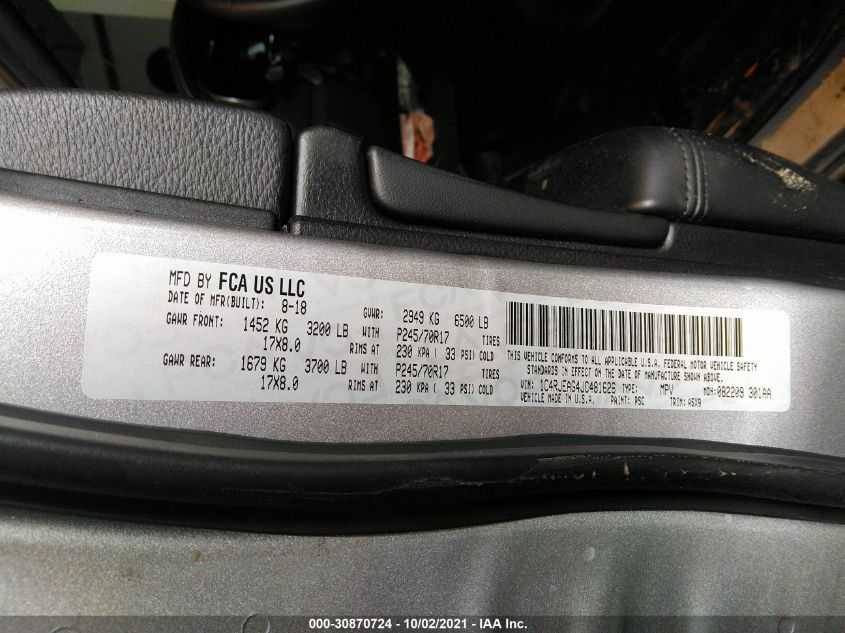 MFD BY FCA US LLC
DATE OF MFR(BUILT): 8-18 GVWR: 2949 KG 6500 LB
GAWR FRONT: 1452 KG 3200 LB WITH P245/70R17 TIRES
17X8.0 RIMS AT 230 KPA ( 33 PSI) COLD
GAWR REAR: 1679 KG 3700 LB WITH P245/70R17 TIRES
17X8.0 RIMS AT 230 KPA ( 33 PSI) COLD
THIS VEHICLE CONFORMS TO ALL APPLICABLE U.S.A. FEDERAL MOTOR VEHICLE SAFETY
STANDARDS IN EFFECT ON THE DATE OF MANUFACTURE SHOWN ABOVE.
VIN: 1C4RJEAG4JC481626 TYPE: MPV MDH: 082209 301AA
VEHICLE MADE IN U.S.A. PAINT: PSC TRIM: A5X9
000-30870724 - 10/02/2021 - IAA Inc.